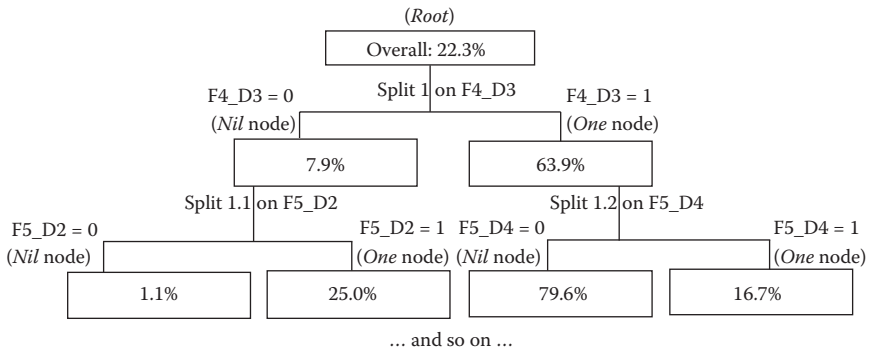 (Root)
Overall: 22.3%
Split 1 on F4_D3
F4_D3 = 0
(Nil node)
F4_D3 = 1
(One node)
7.9%
63.9%
Split 1.1 on F5_D2
Split 1.2 on F5_D4
F5_D2 = 0
(Nil node)
F5_D2 = 1
(One node)
F5_D4 = 0
(Nil node)
F5_D4 = 1
(One node)
1.1%
25.0%
79.6%
16.7%
... and so on ...